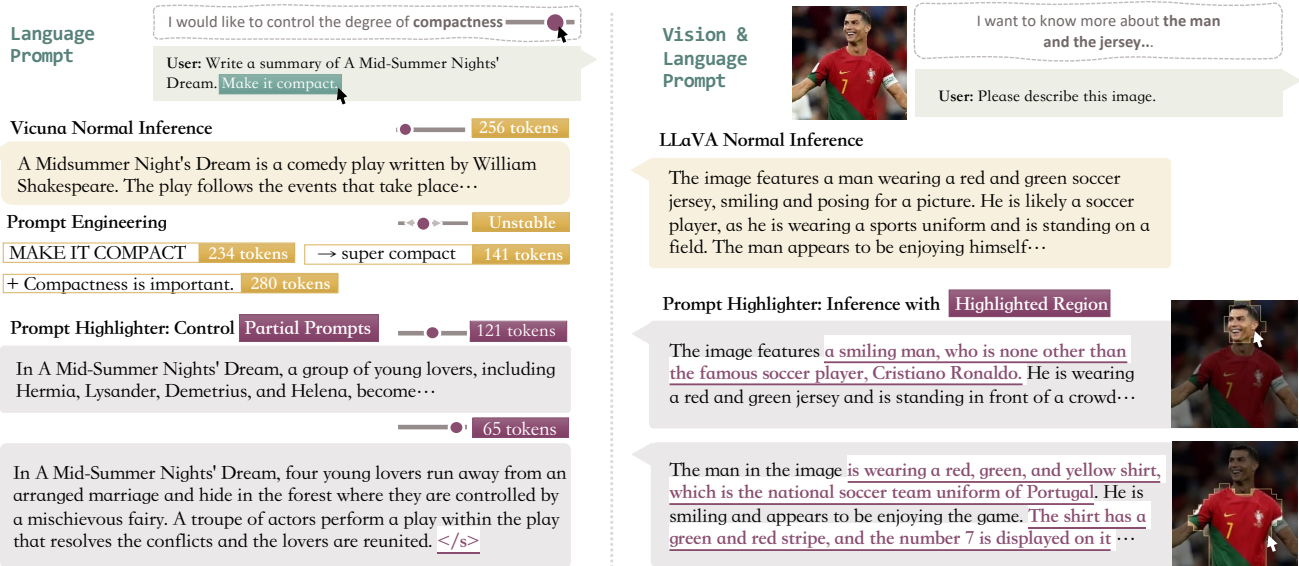 Language
Prompt
I would like to control the degree of compactness
User: Write a summary of A Mid-Summer Nights'
Dream. Make it compact.
Vicuna Normal Inference
256 tokens
A Midsummer Night's Dream is a comedy play written by William
Shakespeare. The play follows the events that take place···
Prompt Engineering
Unstable
MAKE IT COMPACT 234 tokens
→ super compact 141 tokens
+ Compactness is important. 280 tokens
Prompt Highlighter: Control Partial Prompts
121 tokens
In A Mid-Summer Nights' Dream, a group of young lovers, including
Hermia, Lysander, Demetrius, and Helena, become···
65 tokens
In A Mid-Summer Nights' Dream, four young lovers run away from an
arranged marriage and hide in the forest where they are controlled by
a mischievous fairy. A troupe of actors perform a play within the play
that resolves the conflicts and the lovers are reunited. </s>
Vision &
Language
Prompt
7
I want to know more about the man
and the jersey...
User: Please describe this image.
LLaVA Normal Inference
The image features a man wearing a red and green soccer
jersey, smiling and posing for a picture. He is likely a soccer
player, as he is wearing a sports uniform and is standing on a
field. The man appears to be enjoying himself···
Prompt Highlighter: Inference with Highlighted Region
The image features a smiling man, who is none other than
the famous soccer player, Cristiano Ronaldo. He is wearing
a red and green jersey and is standing in front of a crowd···
7
The man in the image is wearing a red, green, and yellow shirt,
which is the national soccer team uniform of Portugal. He is
smiling and appears to be enjoying the game. The shirt has a
green and red stripe, and the number 7 is displayed on it ···
7